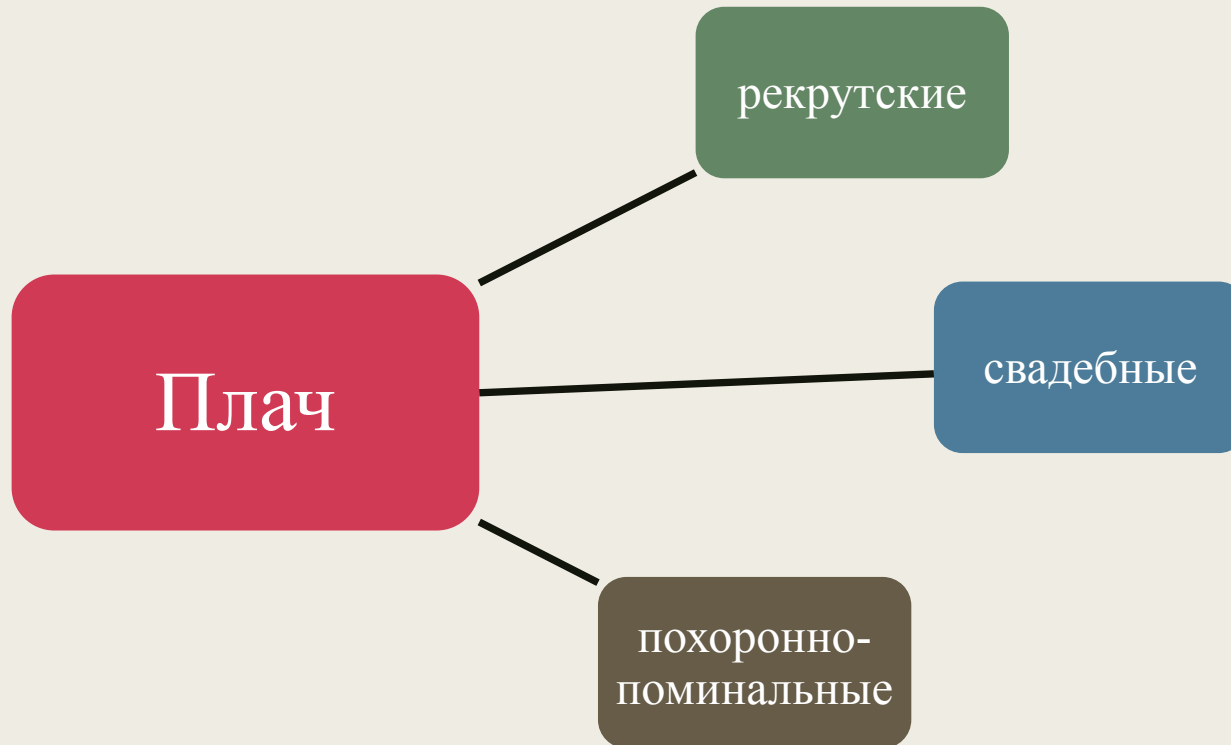 рекрутские
свадебные
Плач
похоронно-
поминальные